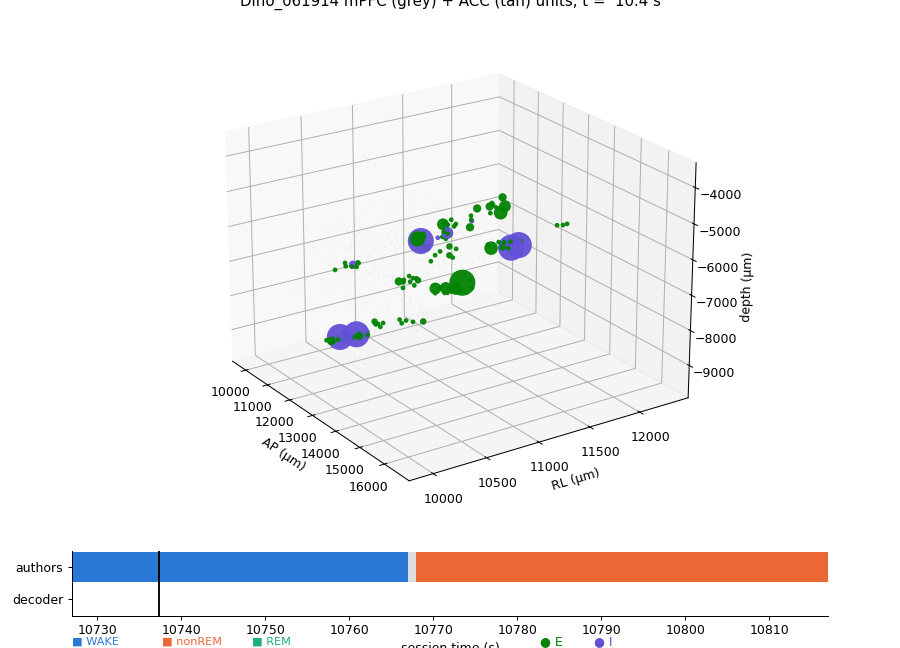 Dino_061914 mPFC (grey) + ACC (tan) units, t = 10.4 s
−4000
−5000
−6000
−7000
−8000
−9000
depth (μm)
10000
11000
12000
13000
14000
15000
16000
AP (μm)
10000
10500
11000
11500
12000
RL (μm)
authors
decoder
10730
10740
10750
10760
10770
10780
10790
10800
10810
session time (s)
WAKE
nonREM
REM
E
I